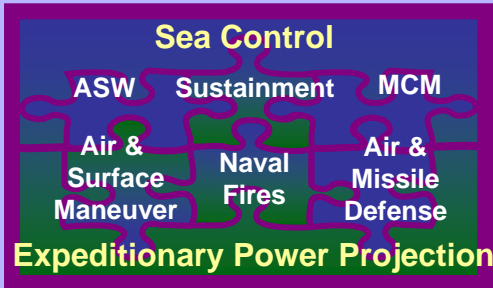 Sea Control
ASW
Sustainment
MCM
Air &
Surface
Maneuver
Naval
Fires
Air &
Missile
Defense
Expeditionary Power Projection